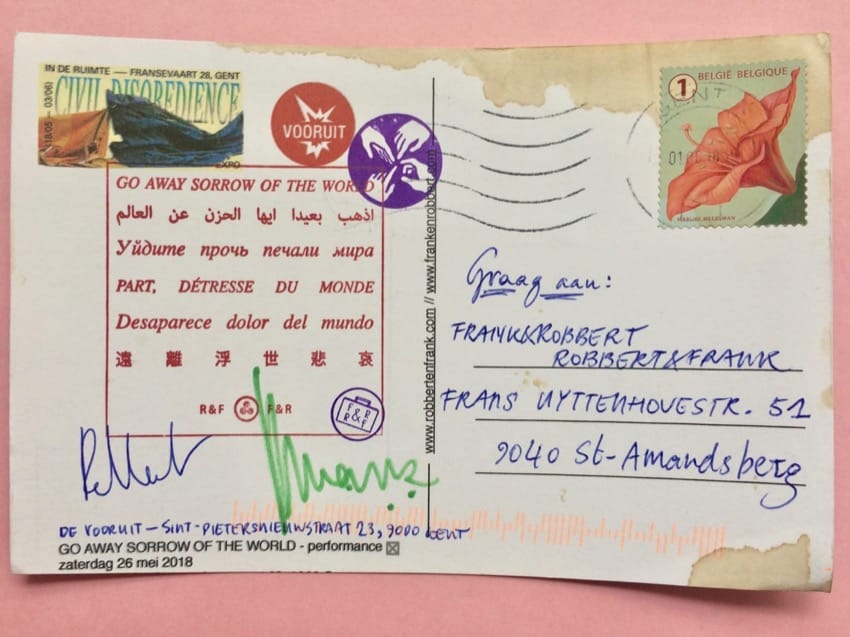 IN DE RUIMTE — FRANSEVAART 28, GENT
(18/05 — 03/06)
CIVIL DISOBEDIENCE
EXPO
VOORUIT
GO AWAY SORROW OF THE WORLD
اذهب بعيدا ايها الحزن عن العالم
Уйдите прочь печали мира
PART, DÉTRESSE DU MONDE
Desaparece dolor del mundo
遠離浮世悲哀
R&F F&R
F&R
R&F
DE VOORUIT — SINT-PIETERSNIEUWSTRAAT 23, 9000 GENT
GO AWAY SORROW OF THE WORLD - performance ☒
zaterdag 26 mei 2018
www.robbertenfrank.com // www.frankenrobbert.com
1 BELGIË BELGIQUE
GENT
MARIJKE MEERSMAN
Graag aan:
FRANK&ROBBERT
ROBBERT&FRANK
FRANS UYTTENHOVESTR. 51
9040 St-Amandsberg